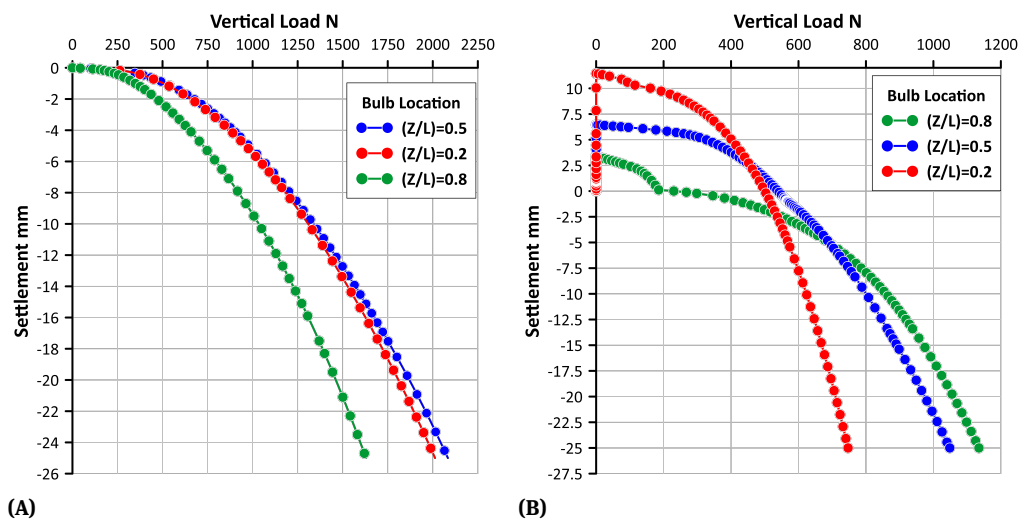 Vertical Load N
0 250 500 750 1000 1250 1500 1750 2000 2250
0
-2
-4
-6
-8
-10
-12
-14
-16
-18
-20
-22
-24
-26
Settlement mm
Bulb Location
(Z/L)=0.5
(Z/L)=0.2
(Z/L)=0.8
(A)
Vertical Load N
0 200 400 600 800 1000 1200
10
7.5
5
2.5
0
-2.5
-5
-7.5
-10
-12.5
-15
-17.5
-20
-22.5
-25
-27.5
Settlement mm
Bulb Location
(Z/L)=0.8
(Z/L)=0.5
(Z/L)=0.2
(B)